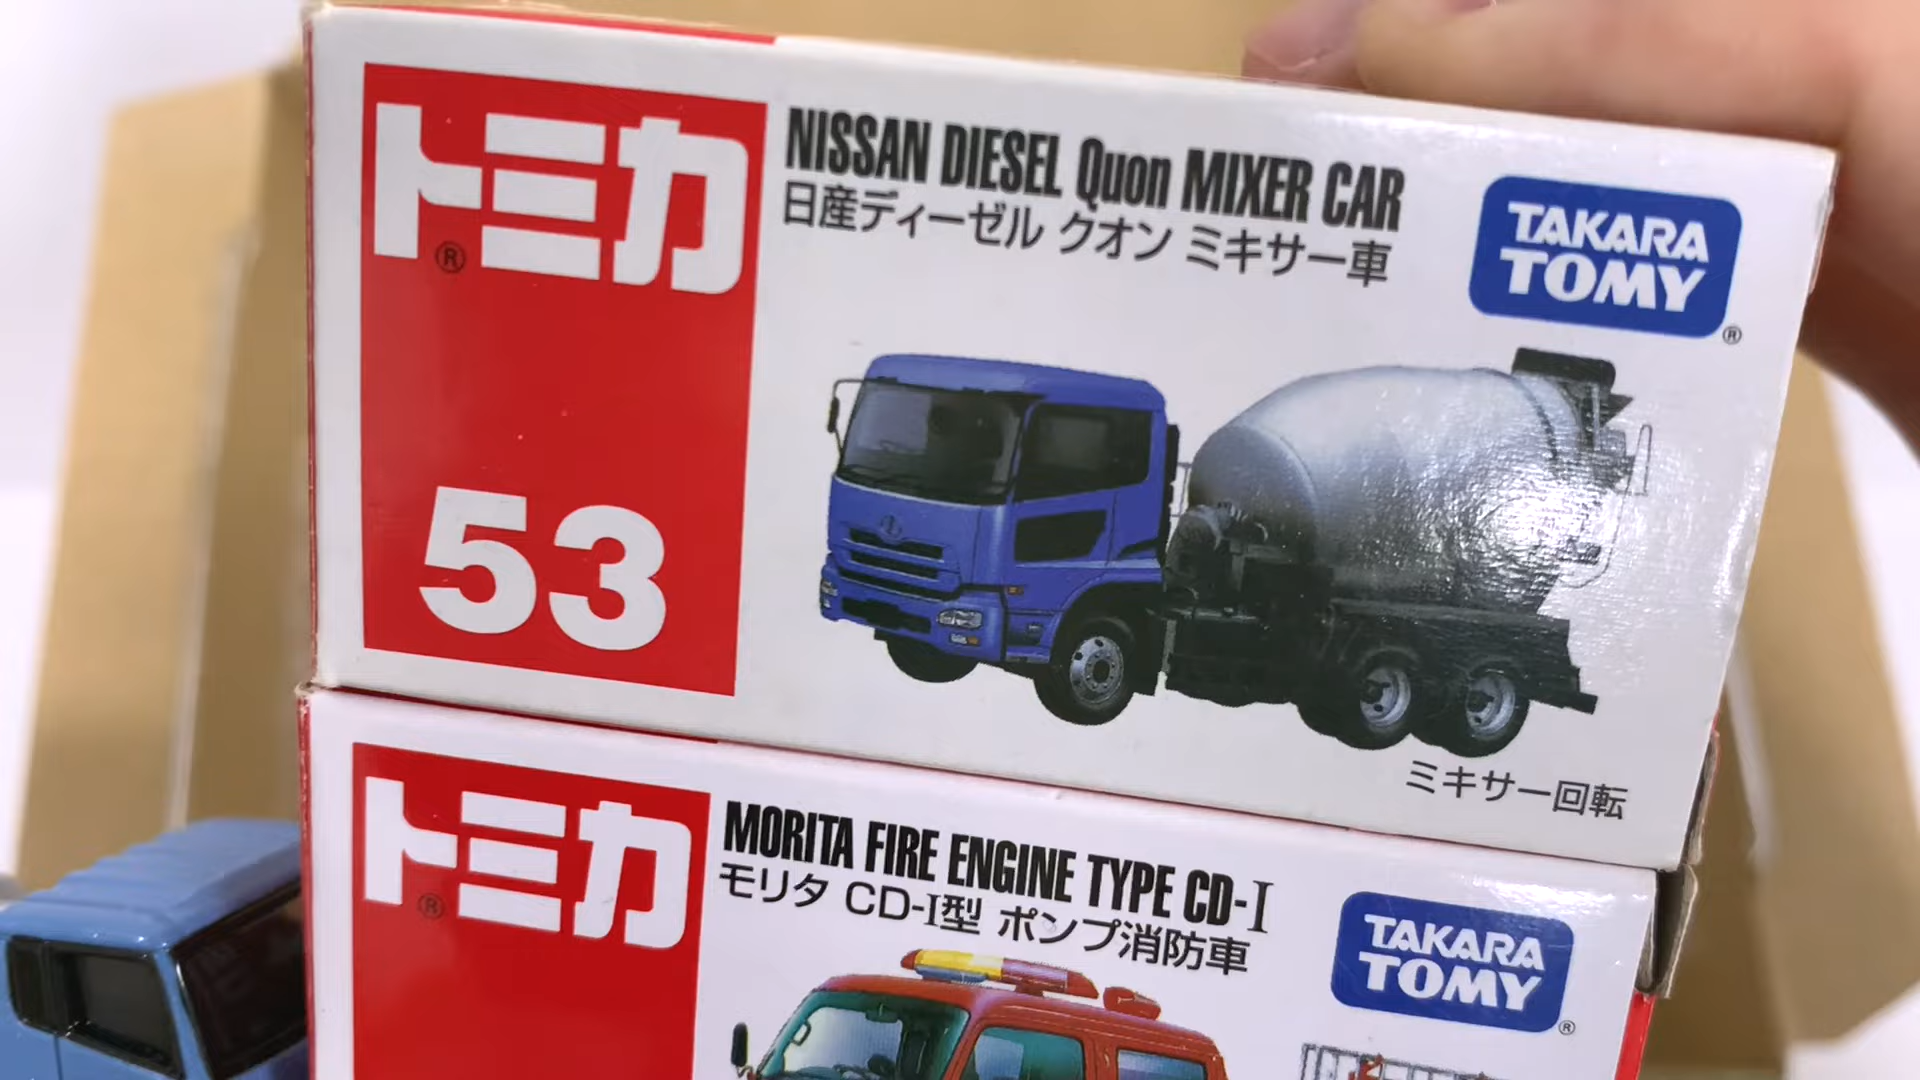 トミカ
®
53
NISSAN DIESEL Quon MIXER CAR
日産ディーゼル クオン ミキサー車
TAKARA
TOMY
®
ミキサー回転
トミカ
®
MORITA FIRE ENGINE TYPE CD-I
モリタ CD-I型 ポンプ消防車
TAKARA
TOMY
®